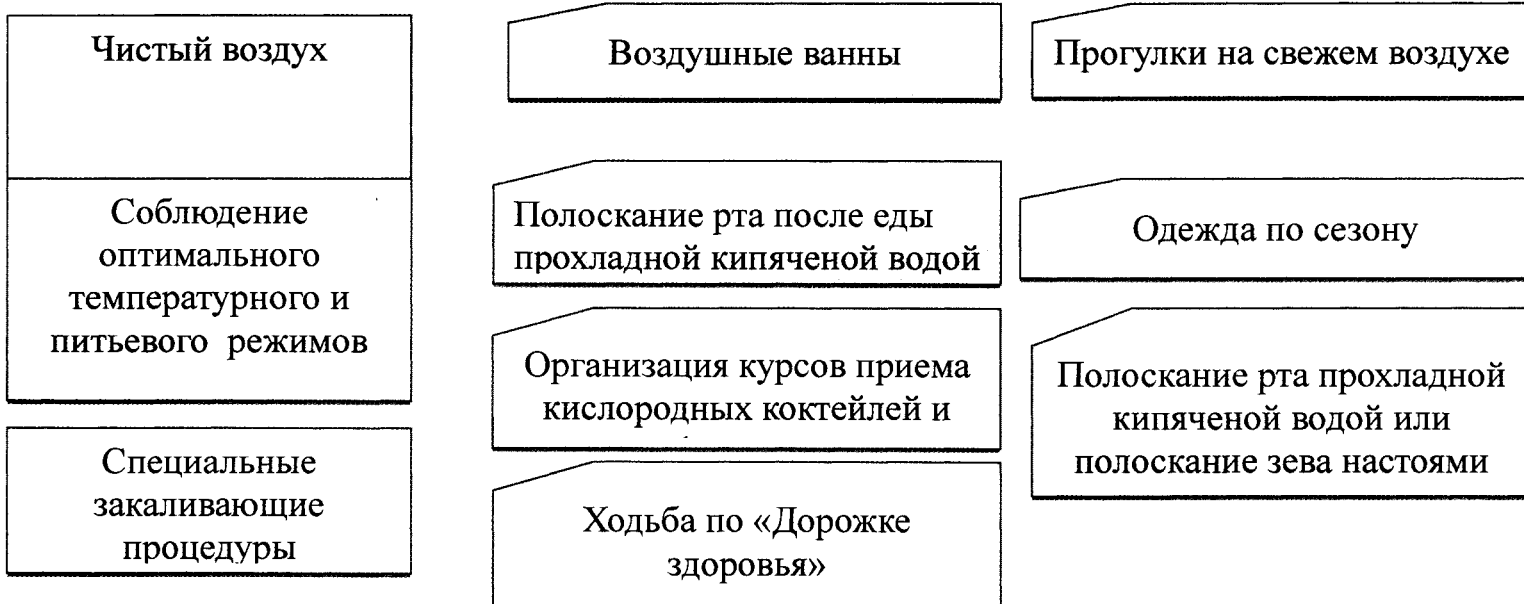 Чистый воздух
Соблюдение
оптимального
температурного и
питьевого режимов
Специальные
закаливающие
процедуры
Воздушные ванны
Полоскание рта после еды
прохладной кипяченой водой
Организация курсов приема
кислородных коктейлей и
Ходьба по «Дорожке
здоровья»
Прогулки на свежем воздухе
Одежда по сезону
Полоскание рта прохладной
кипяченой водой или
полоскание зева настоями